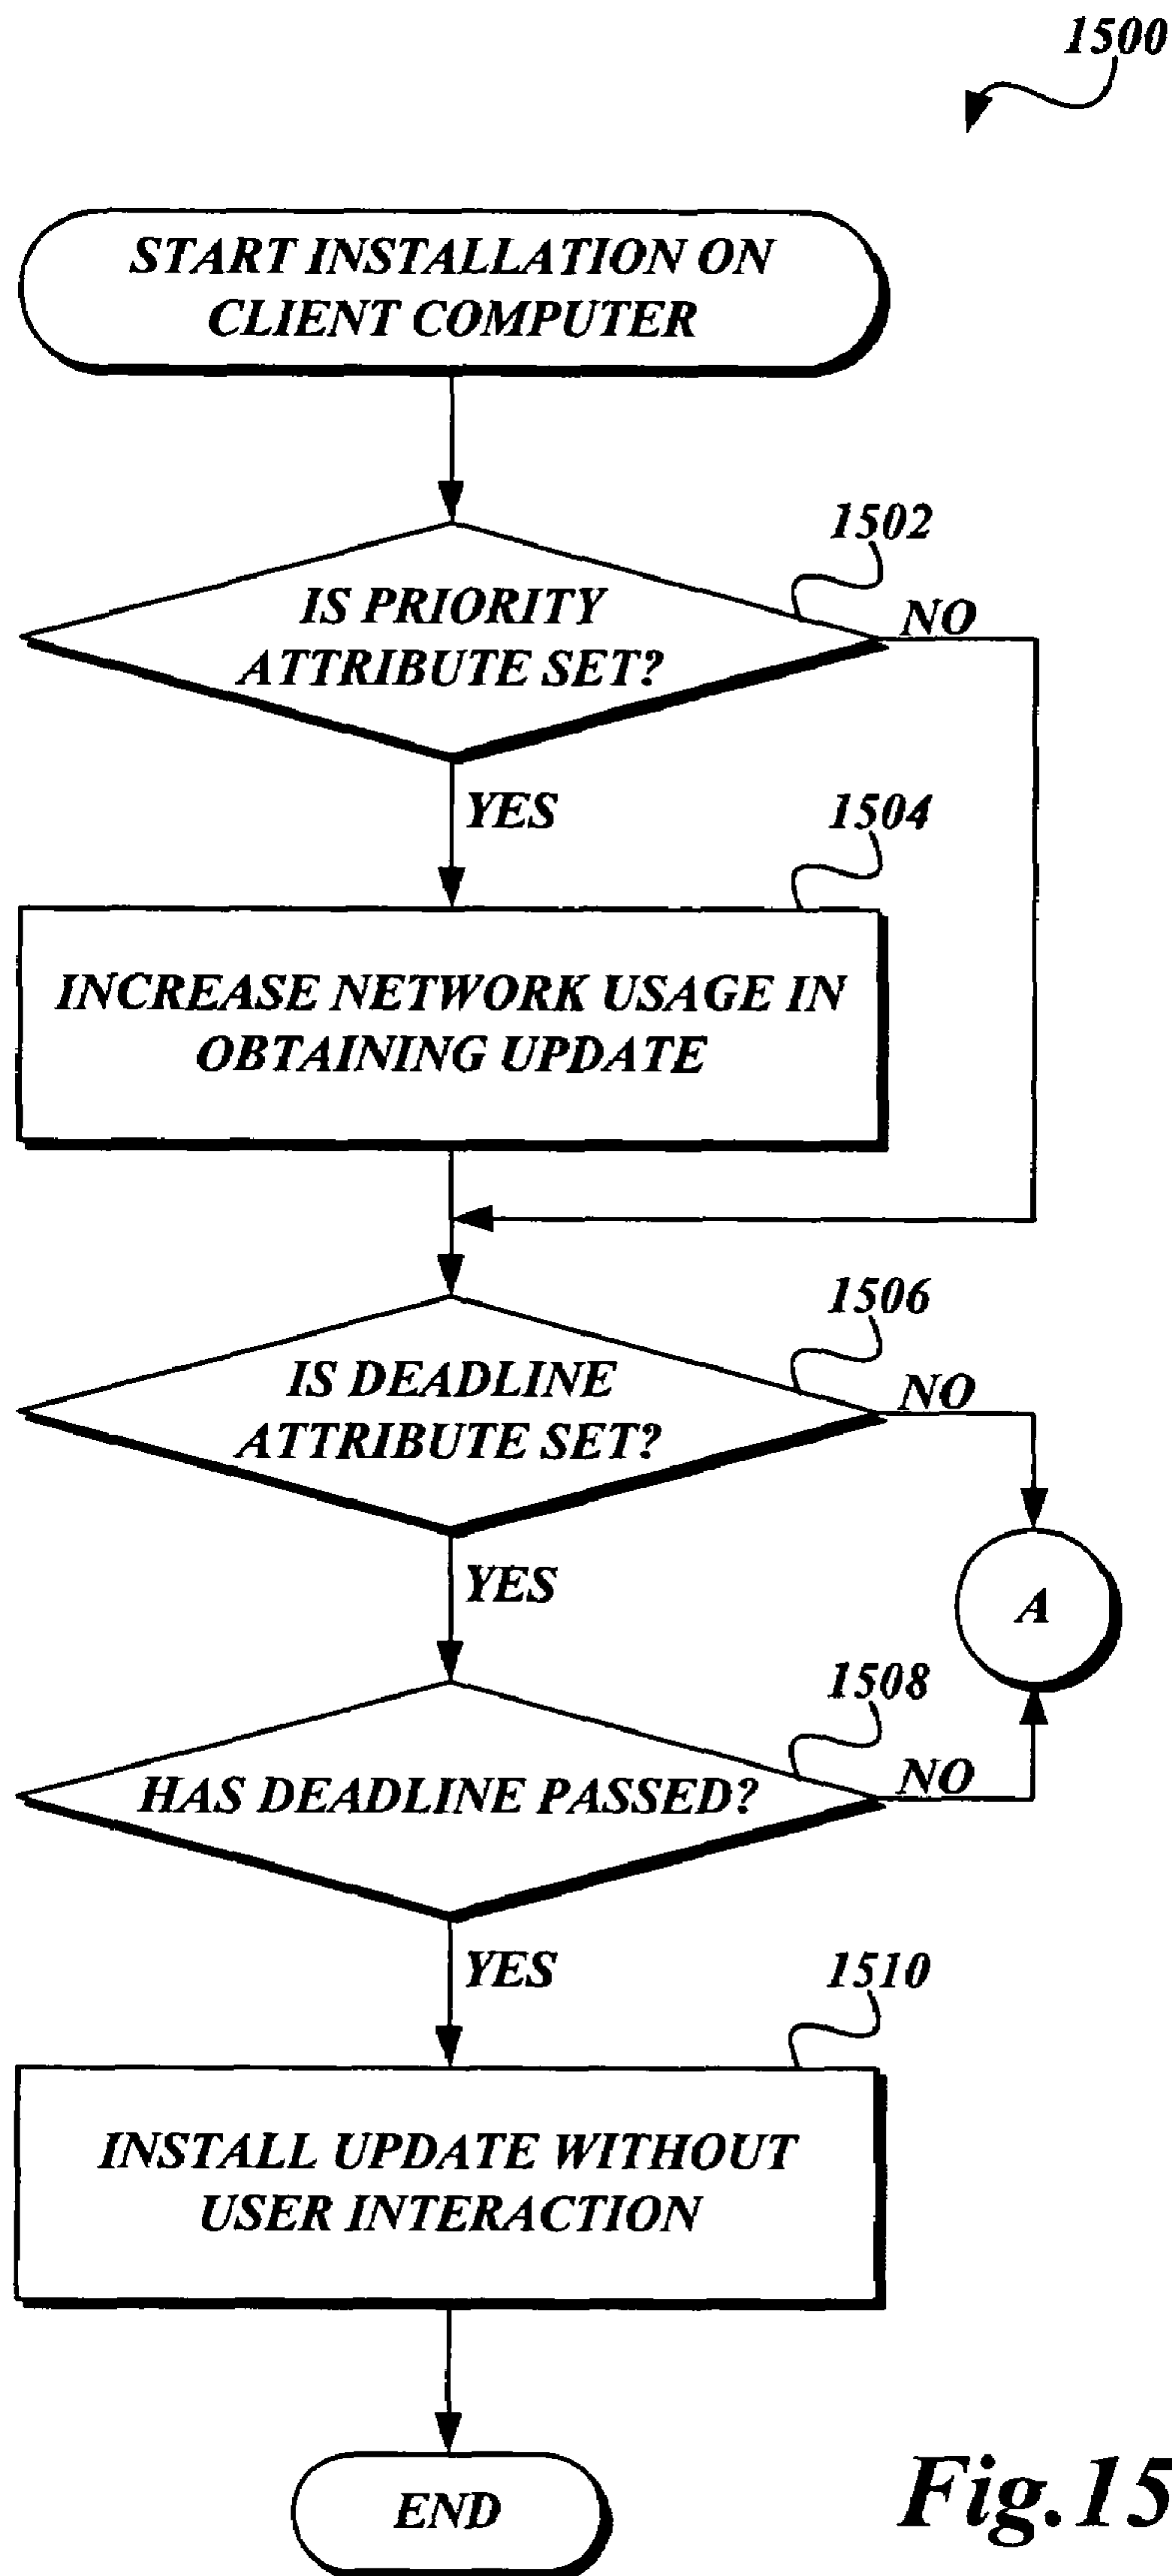 1500
START INSTALLATION ON
CLIENT COMPUTER
1502
IS PRIORITY
ATTRIBUTE SET?
NO
YES
1504
INCREASE NETWORK USAGE IN
OBTAINING UPDATE
1506
IS DEADLINE
ATTRIBUTE SET?
NO
YES
A
1508
HAS DEADLINE PASSED?
NO
YES
1510
INSTALL UPDATE WITHOUT
USER INTERACTION
END
Fig.15